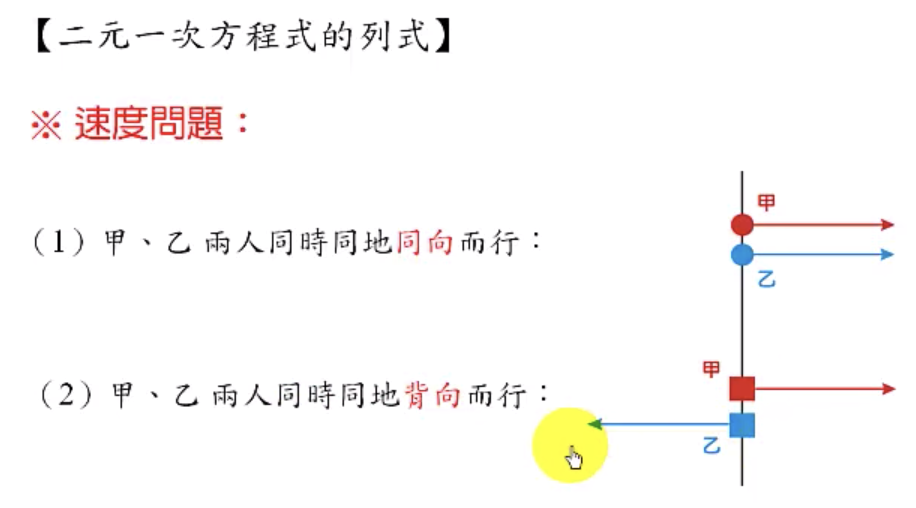 【二元一次方程式的列式】
※ 速度問題：
（1）甲、乙 兩人同時同地同向而行：
甲
乙
（2）甲、乙 兩人同時同地背向而行：
甲
乙